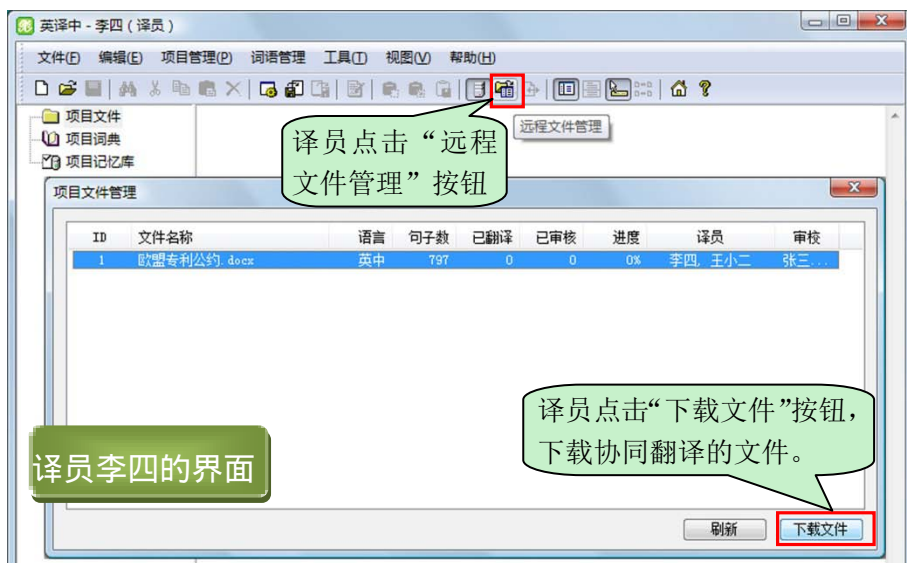 英译中 - 李四（译员）
文件(F) 编辑(E) 项目管理(P) 词语管理 工具(T) 视图(V) 帮助(H)
项目文件
项目词典
项目记忆库
远程文件管理
译员点击“远程
文件管理”按钮
项目文件管理
ID 文件名称 语言 句子数 已翻译 已审核 进度 译员 审校
1 欧盟专利公约.docx 英中 797 0 0 0% 李四, 王小二 张三...
译员点击“下载文件”按钮，
下载协同翻译的文件。
译员李四的界面
刷新 下载文件